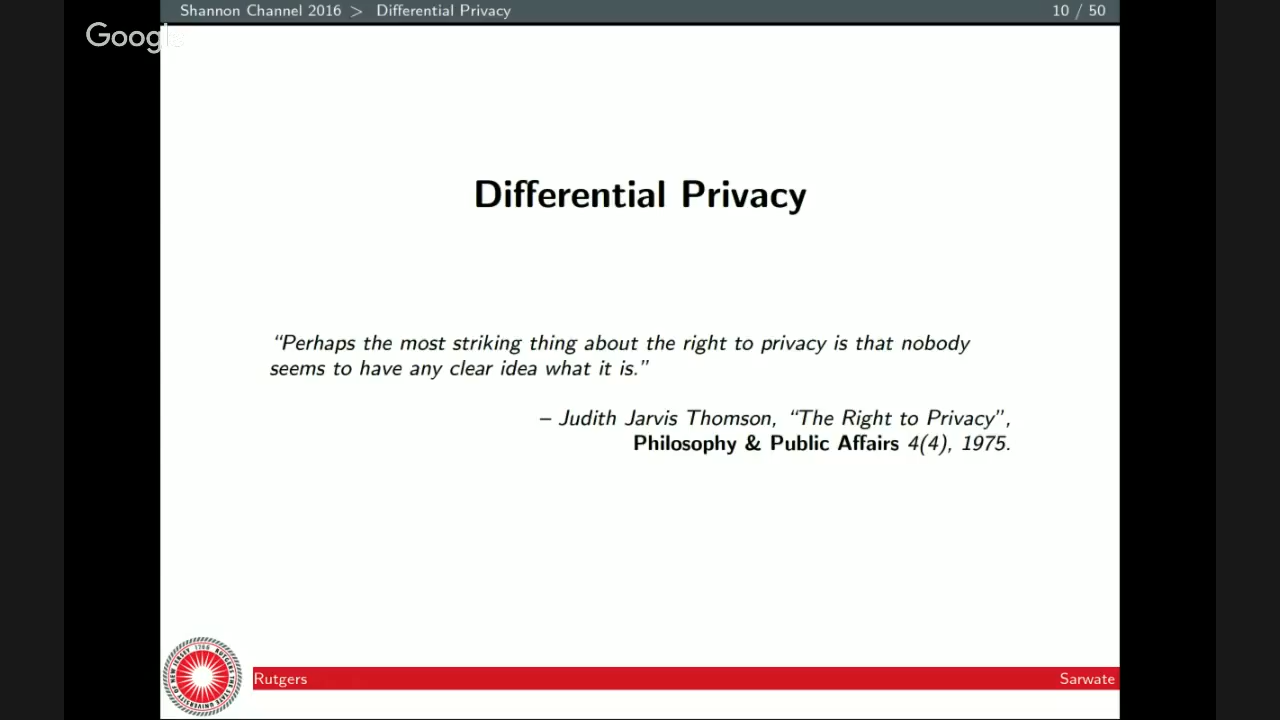 Shannon Channel 2016 > Differential Privacy 10 / 50
Google
Differential Privacy
“Perhaps the most striking thing about the right to privacy is that nobody
seems to have any clear idea what it is.”
– Judith Jarvis Thomson, “The Right to Privacy”,
Philosophy & Public Affairs 4(4), 1975.
Rutgers Sarwate